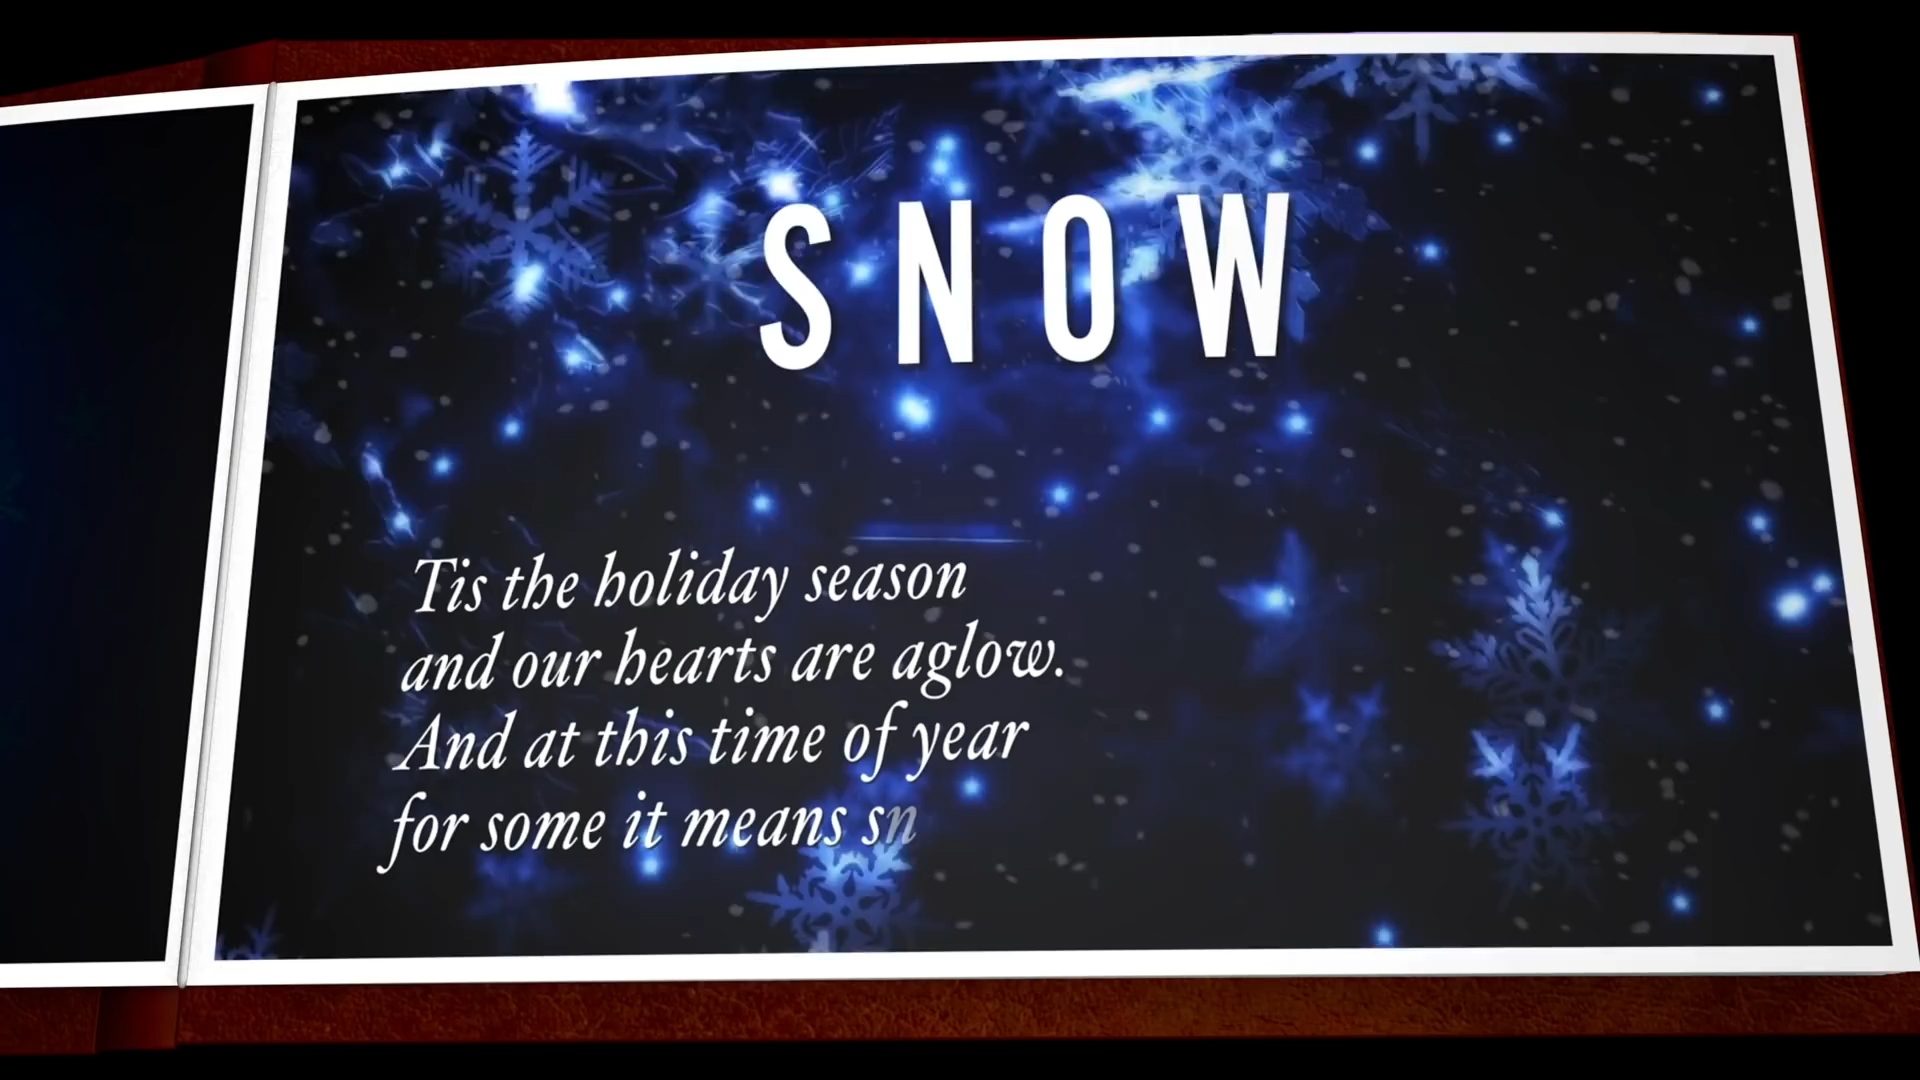 SNOW
Tis the holiday season
and our hearts are aglow.
And at this time of year
for some it means sn